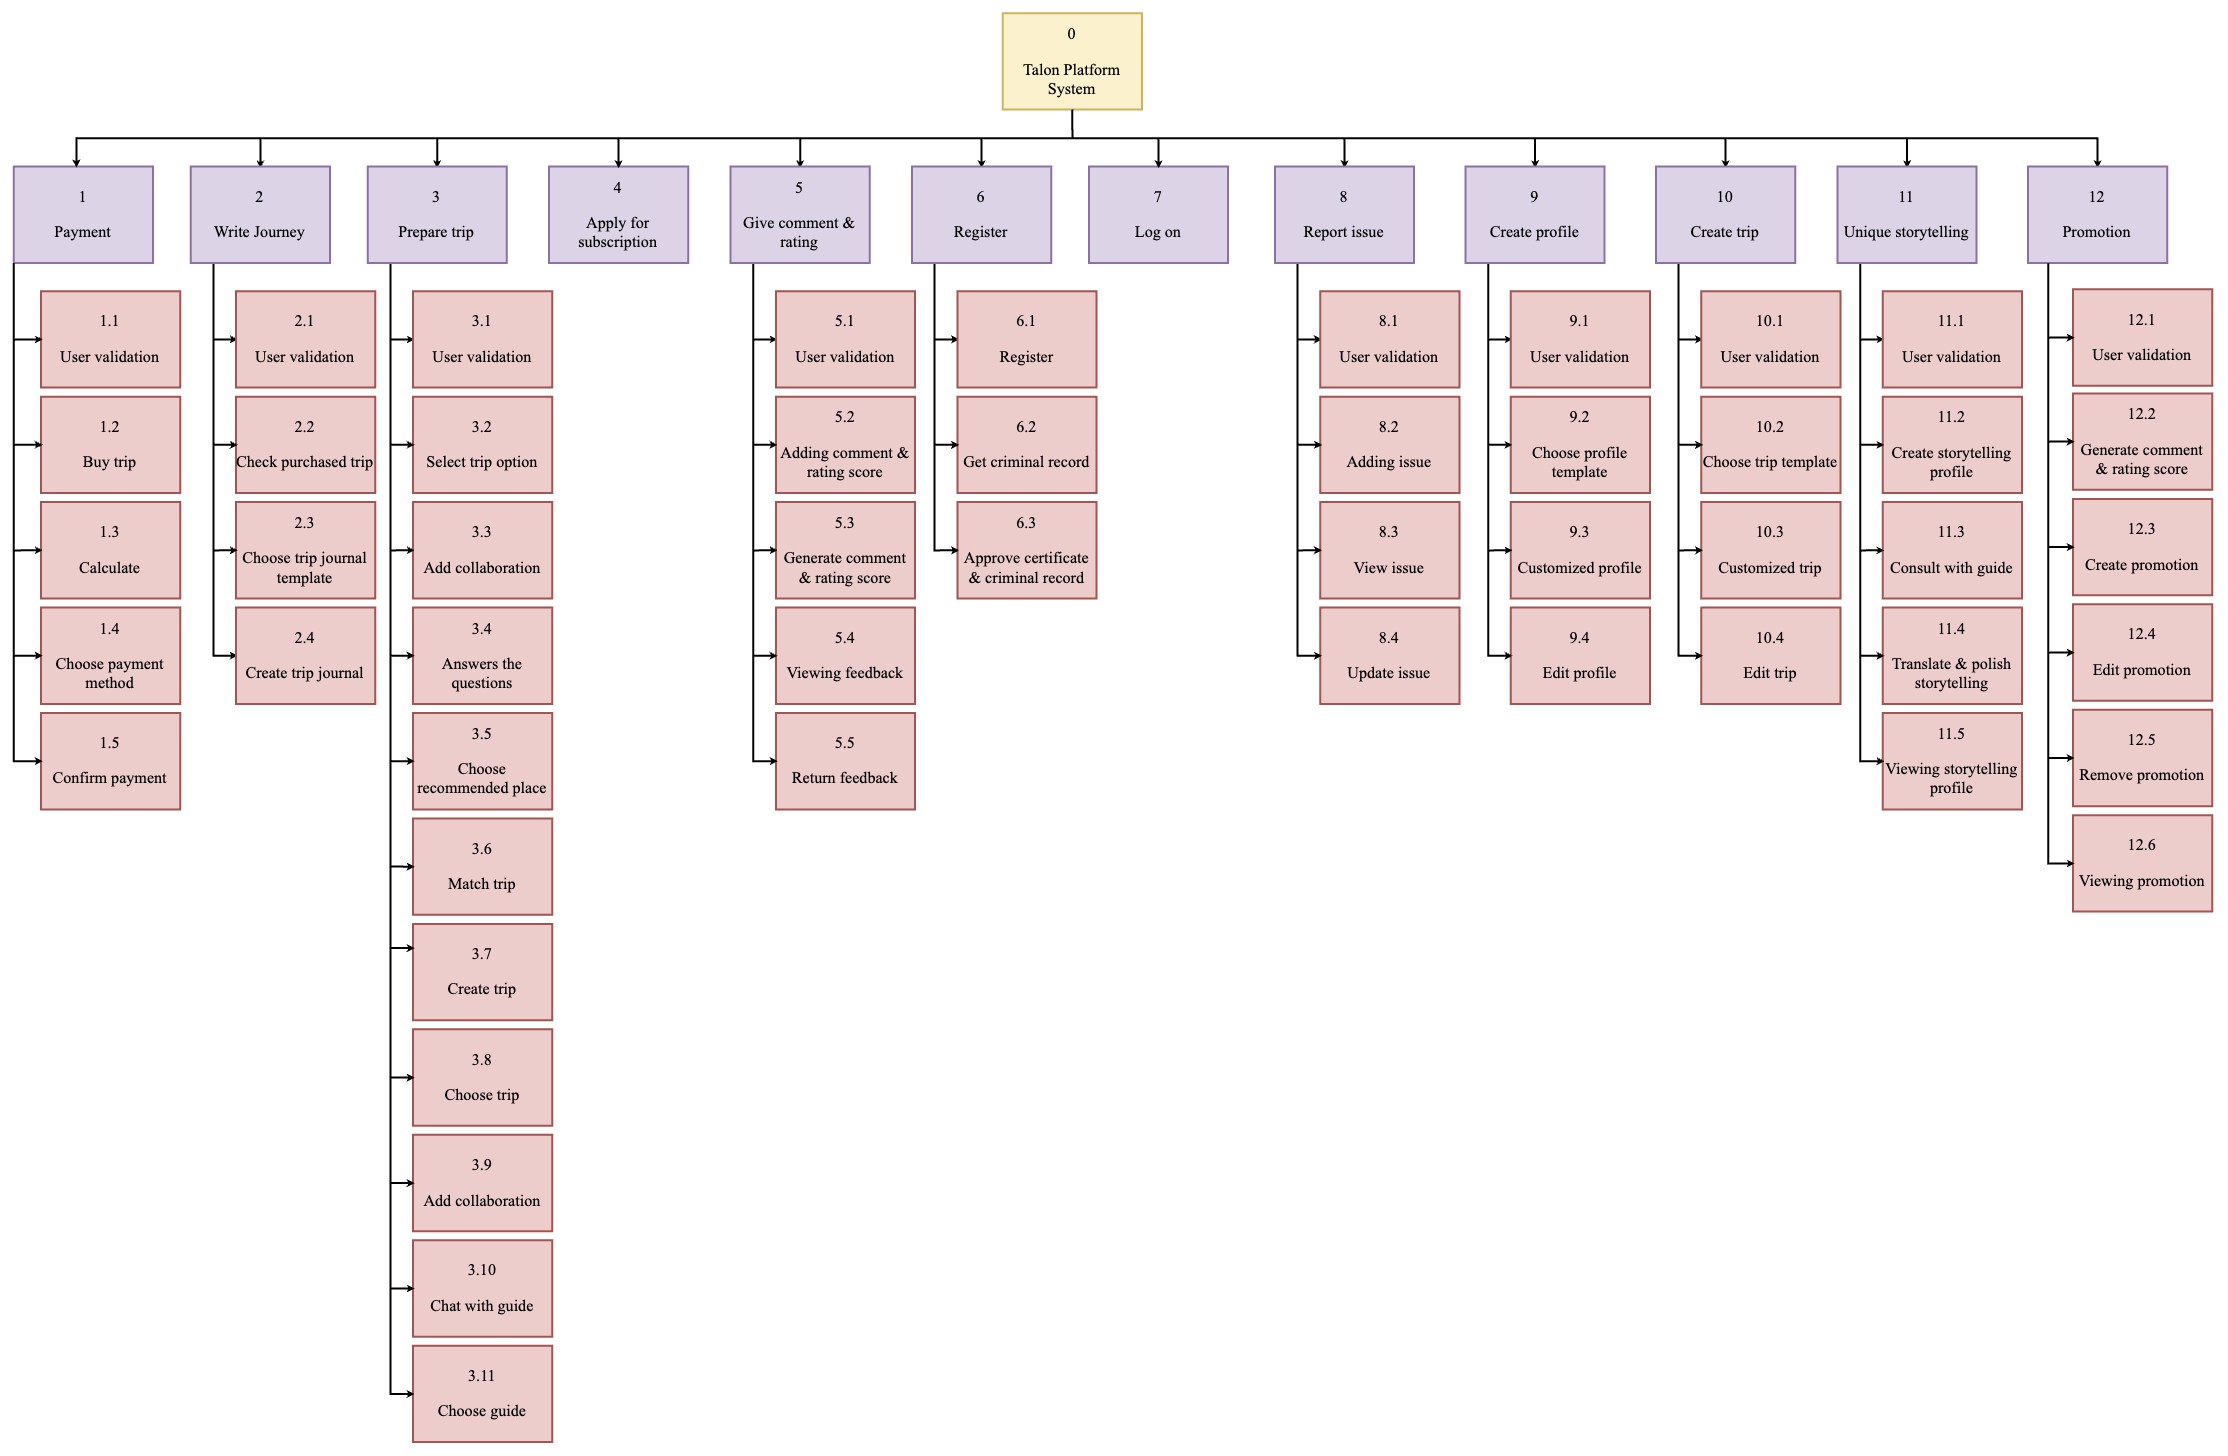 0
Talon Platform
System
1
Payment
2
Write Journey
3
Prepare trip
4
Apply for
subscription
5
Give comment &
rating
6
Register
7
Log on
8
Report issue
9
Create profile
10
Create trip
11
Unique storytelling
12
Promotion
1.1
User validation
1.2
Buy trip
1.3
Calculate
1.4
Choose payment
method
1.5
Confirm payment
2.1
User validation
2.2
Check purchased trip
2.3
Choose trip journal
template
2.4
Create trip journal
3.1
User validation
3.2
Select trip option
3.3
Add collaboration
3.4
Answers the
questions
3.5
Choose
recommended place
3.6
Match trip
3.7
Create trip
3.8
Choose trip
3.9
Add collaboration
3.10
Chat with guide
3.11
Choose guide
5.1
User validation
5.2
Adding comment &
rating score
5.3
Generate comment
& rating score
5.4
Viewing feedback
5.5
Return feedback
6.1
Register
6.2
Get criminal record
6.3
Approve certificate
& criminal record
8.1
User validation
8.2
Adding issue
8.3
View issue
8.4
Update issue
9.1
User validation
9.2
Choose profile
template
9.3
Customized profile
9.4
Edit profile
10.1
User validation
10.2
Choose trip template
10.3
Customized trip
10.4
Edit trip
11.1
User validation
11.2
Create storytelling
profile
11.3
Consult with guide
11.4
Translate & polish
storytelling
11.5
Viewing storytelling
profile
12.1
User validation
12.2
Generate comment
& rating score
12.3
Create promotion
12.4
Edit promotion
12.5
Remove promotion
12.6
Viewing promotion